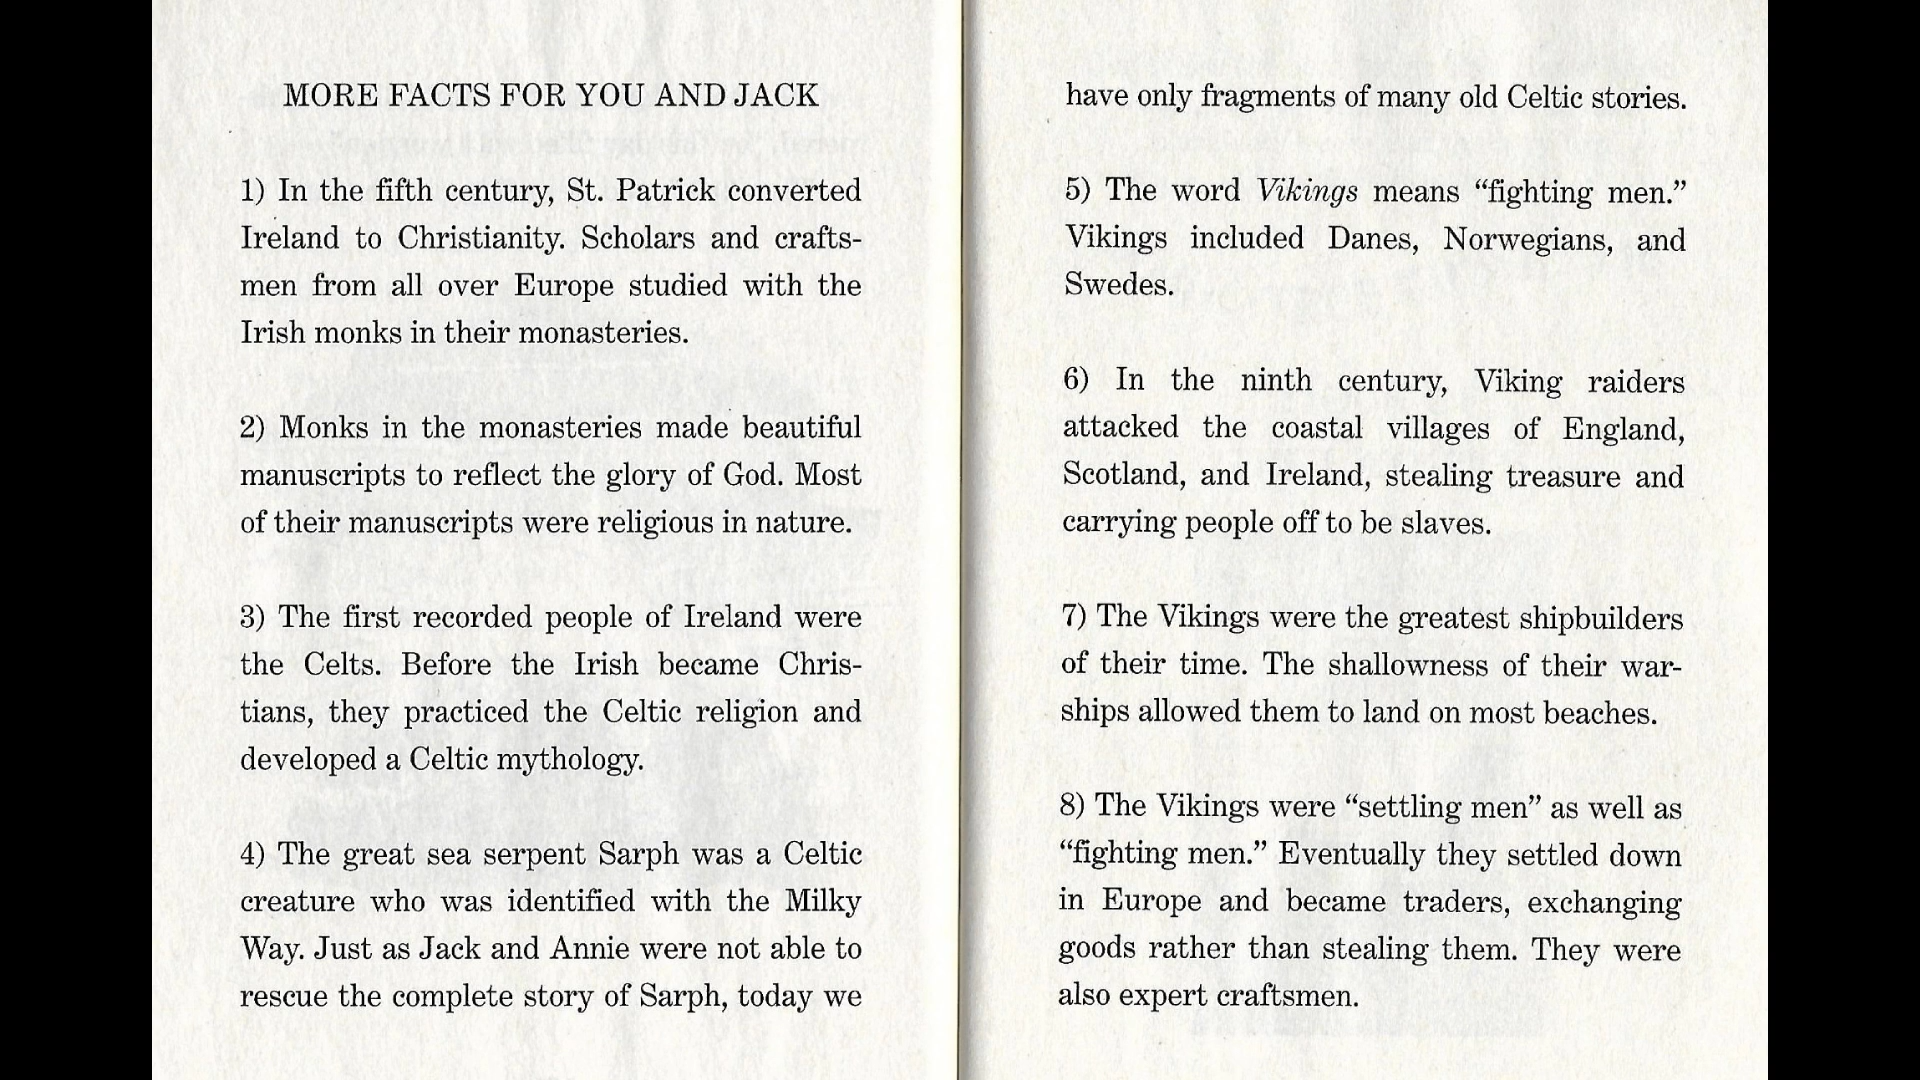 MORE FACTS FOR YOU AND JACK
1) In the fifth century, St. Patrick converted
Ireland to Christianity. Scholars and crafts-
men from all over Europe studied with the
Irish monks in their monasteries.
2) Monks in the monasteries made beautiful
manuscripts to reflect the glory of God. Most
of their manuscripts were religious in nature.
3) The first recorded people of Ireland were
the Celts. Before the Irish became Chris-
tians, they practiced the Celtic religion and
developed a Celtic mythology.
4) The great sea serpent Sarph was a Celtic
creature who was identified with the Milky
Way. Just as Jack and Annie were not able to
rescue the complete story of Sarph, today we
have only fragments of many old Celtic stories.
5) The word Vikings means “fighting men.”
Vikings included Danes, Norwegians, and
Swedes.
6) In the ninth century, Viking raiders
attacked the coastal villages of England,
Scotland, and Ireland, stealing treasure and
carrying people off to be slaves.
7) The Vikings were the greatest shipbuilders
of their time. The shallowness of their war-
ships allowed them to land on most beaches.
8) The Vikings were “settling men” as well as
“fighting men.” Eventually they settled down
in Europe and became traders, exchanging
goods rather than stealing them. They were
also expert craftsmen.